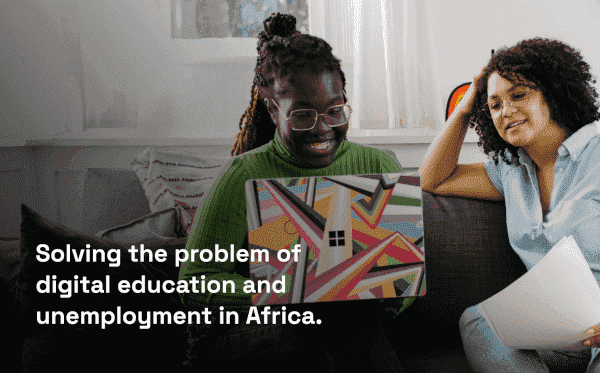 Solving the problem of
digital education and
unemployment in Africa.